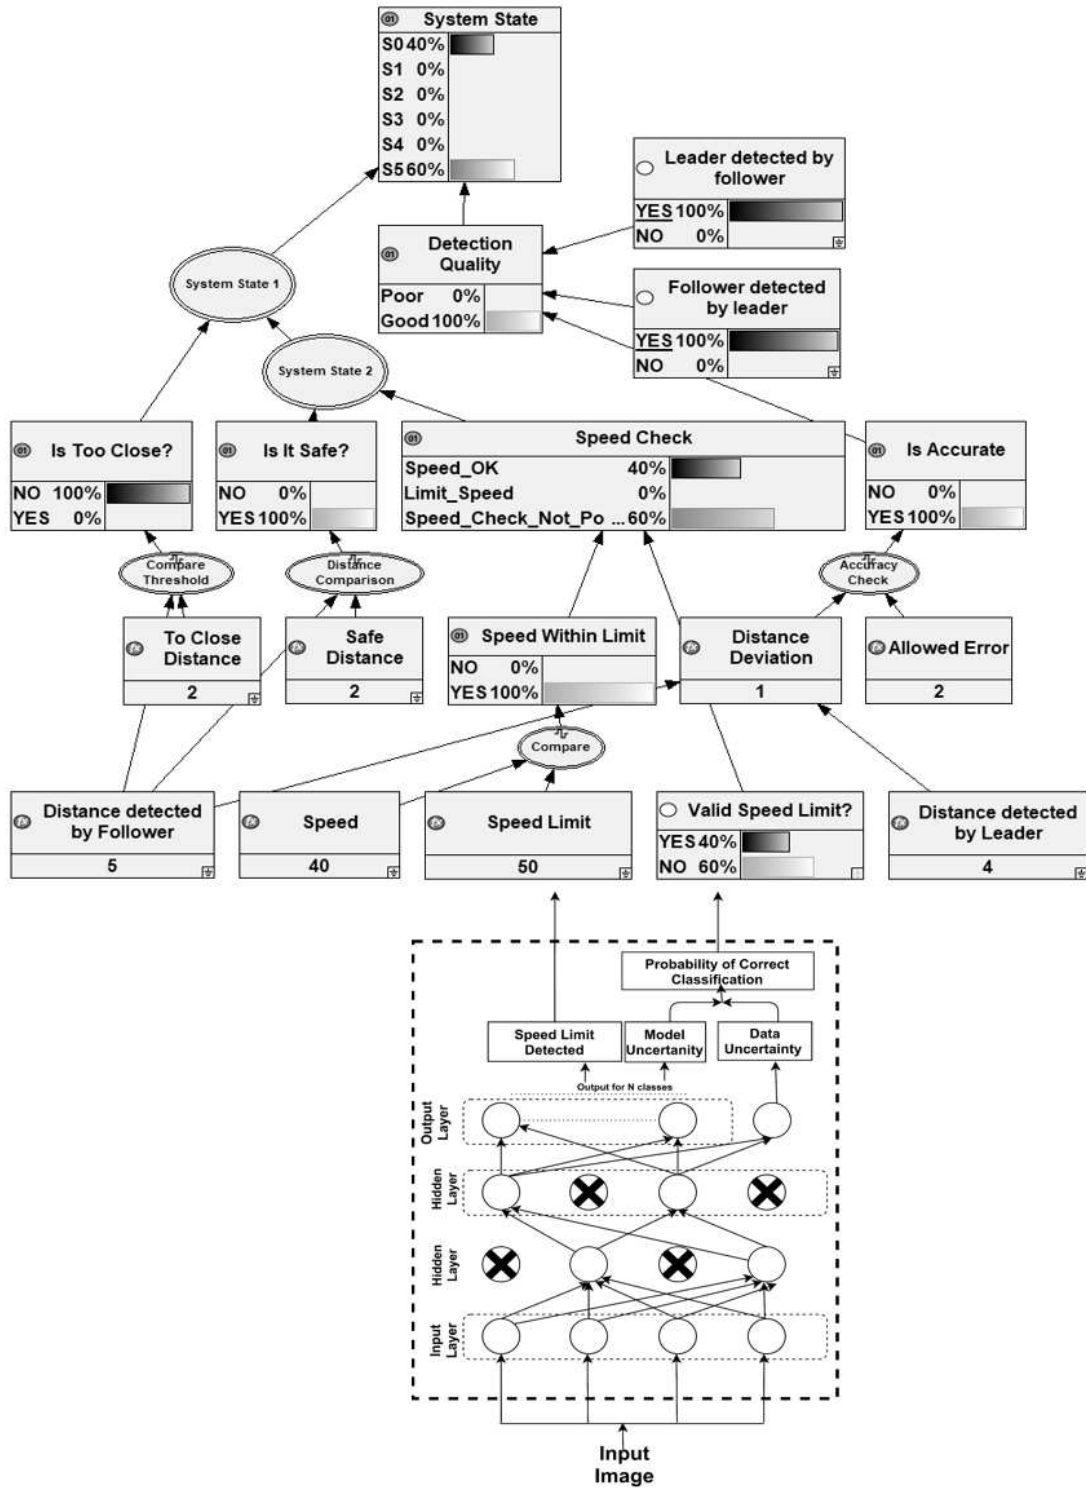 System State
S0 40%
S1 0%
S2 0%
S3 0%
S4 0%
S5 60%
Leader detected by
follower
YES 100%
NO 0%
Detection
Quality
Poor 0%
Good 100%
Follower detected
by leader
YES 100%
NO 0%
System State 1
System State 2
Is Too Close?
NO 100%
YES 0%
Is It Safe?
NO 0%
YES 100%
Speed Check
Speed_OK 40%
Limit_Speed 0%
Speed_Check_Not_Po ... 60%
Is Accurate
NO 0%
YES 100%
Compare
Threshold
Distance
Comparison
Accuracy
Check
To Close
Distance
2
Safe
Distance
2
Speed Within Limit
NO 0%
YES 100%
Distance
Deviation
1
Allowed Error
2
Compare
Distance detected
by Follower
5
Speed
40
Speed Limit
50
Valid Speed Limit?
YES 40%
NO 60%
Distance detected
by Leader
4
Probability of Correct
Classification
Speed Limit
Detected
Model
Uncertanity
Data
Uncertainty
Output for N classes
Output
Layer
Hidden
Layer
Hidden
Layer
Input
Layer
Input
Image